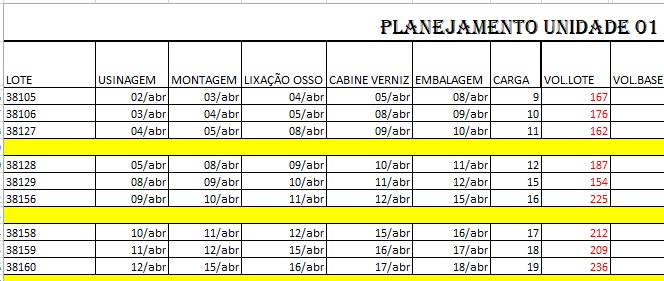 PLANEJAMENTO UNIDADE 01
LOTE USINAGEM MONTAGEM LIXAÇÃO OSSO CABINE VERNIZ EMBALAGEM CARGA VOL.LOTE VOL.BASE
38105 02/abr 03/abr 04/abr 05/abr 08/abr 9 167
38106 03/abr 04/abr 05/abr 08/abr 09/abr 10 176
38127 04/abr 05/abr 08/abr 09/abr 10/abr 11 162
38128 05/abr 08/abr 09/abr 10/abr 11/abr 12 187
38129 08/abr 09/abr 10/abr 11/abr 12/abr 15 154
38156 09/abr 10/abr 11/abr 12/abr 15/abr 16 225
38158 10/abr 11/abr 12/abr 15/abr 16/abr 17 212
38159 11/abr 12/abr 15/abr 16/abr 17/abr 18 209
38160 12/abr 15/abr 16/abr 17/abr 18/abr 19 236